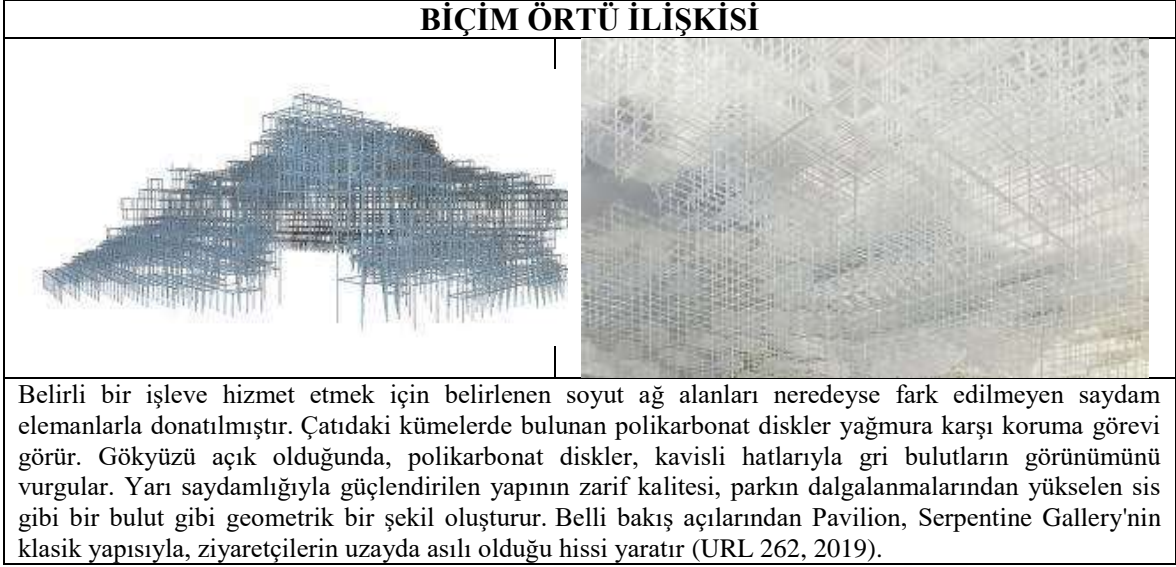 BİÇİM ÖRTÜ İLİŞKİSİ
Belirli bir işleve hizmet etmek için belirlenen soyut ağ alanları neredeyse fark edilmeyen saydam
elemanlarla donatılmıştır. Çatıdaki kümelerde bulunan polikarbonat diskler yağmura karşı koruma görevi
görür. Gökyüzü açık olduğunda, polikarbonat diskler, kavisli hatlarıyla gri bulutların görünümünü
vurgular. Yarı saydamlığıyla güçlendirilen yapının zarif kalitesi, parkın dalgalanmalarından yükselen sis
gibi bir bulut gibi geometrik bir şekil oluşturur. Belli bakış açılarından Pavilion, Serpentine Gallery'nin
klasik yapısıyla, ziyaretçilerin uzayda asılı olduğu hissi yaratır (URL 262, 2019).